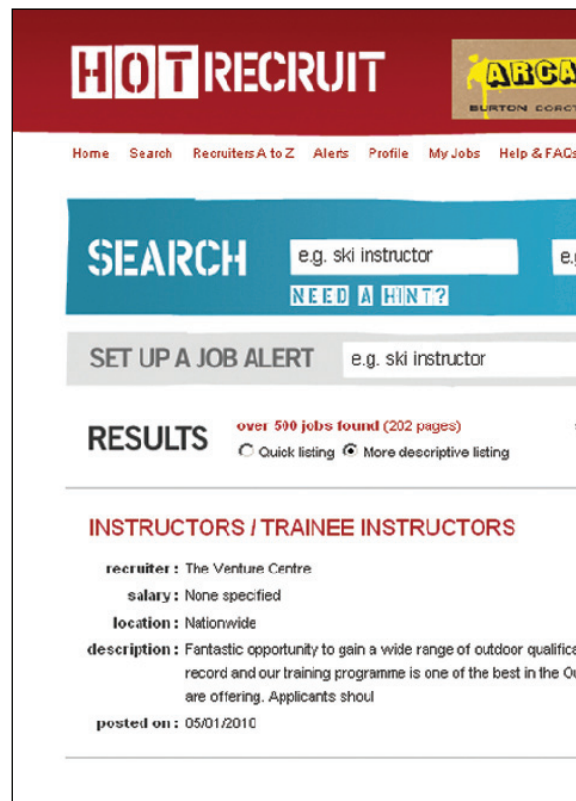 HOT RECRUIT
ARCA
BURTON
Home Search Recruiters A to Z Alerts Profile My Jobs Help & FAQs
SEARCH e.g. ski instructor e.g
NEED A HINT?
SET UP A JOB ALERT e.g. ski instructor
RESULTS over 500 jobs found (202 pages)
Quick listing More descriptive listing
INSTRUCTORS / TRAINEE INSTRUCTORS
recruiter : The Venture Centre
salary : None specified
location : Nationwide
description : Fantastic opportunity to gain a wide range of outdoor qualifica
record and our training programme is one of the best in the Ou
are offering. Applicants shoul
posted on : 05/01/2010